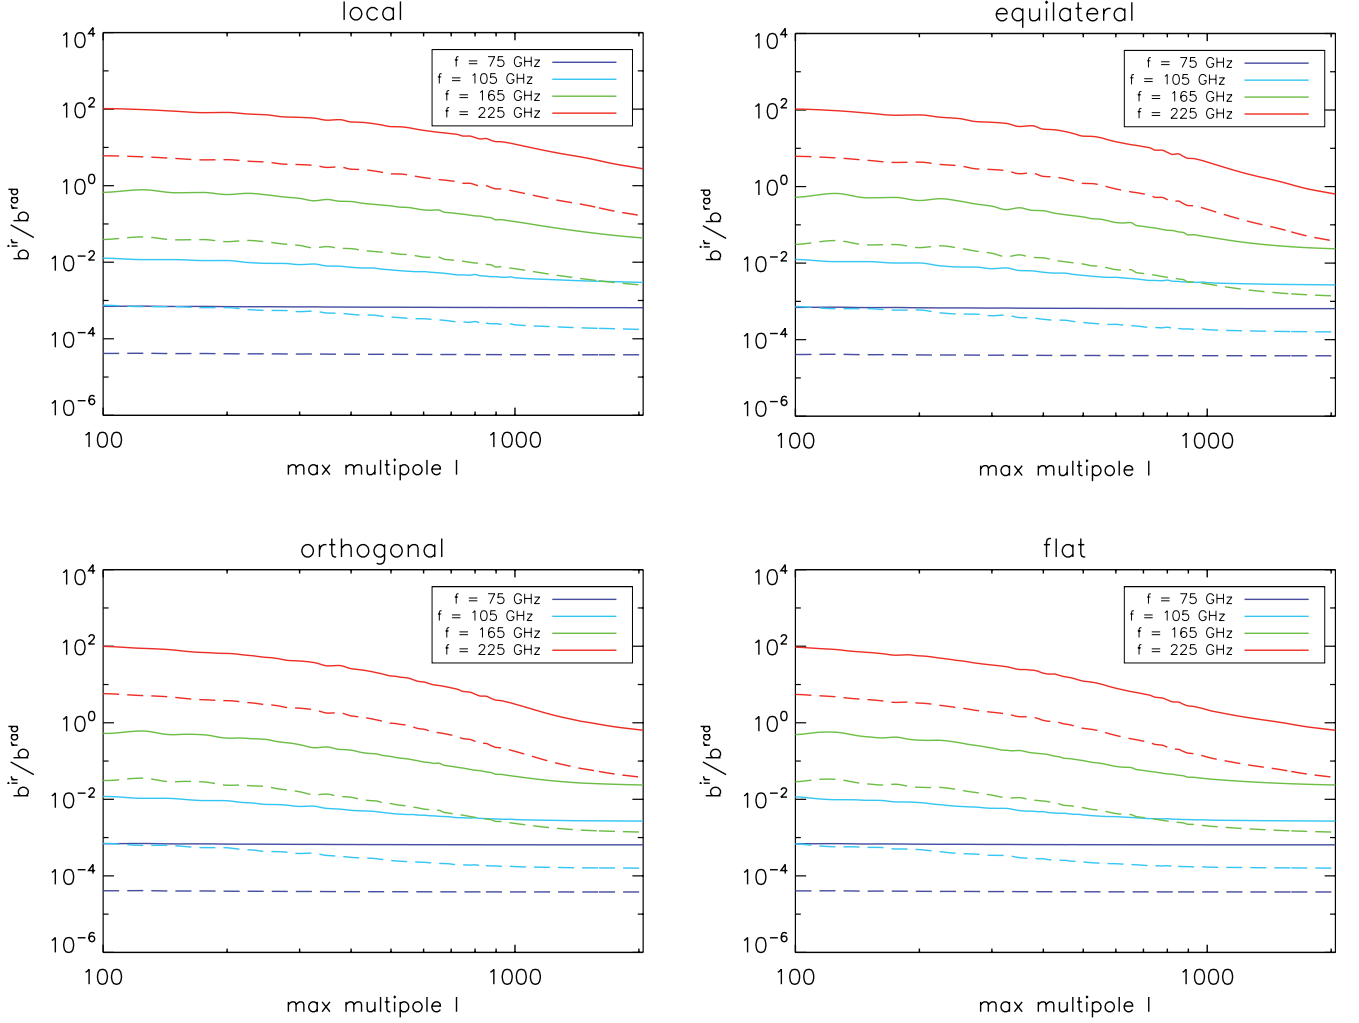 local
10^4
10^2
10^0
10^-2
10^-4
10^-6
b^ir/b^rad
f = 75 GHz
f = 105 GHz
f = 165 GHz
f = 225 GHz
100
1000
max multipole l
equilateral
10^4
10^2
10^0
10^-2
10^-4
10^-6
b^ir/b^rad
f = 75 GHz
f = 105 GHz
f = 165 GHz
f = 225 GHz
100
1000
max multipole l
orthogonal
10^4
10^2
10^0
10^-2
10^-4
10^-6
b^ir/b^rad
f = 75 GHz
f = 105 GHz
f = 165 GHz
f = 225 GHz
100
1000
max multipole l
flat
10^4
10^2
10^0
10^-2
10^-4
10^-6
b^ir/b^rad
f = 75 GHz
f = 105 GHz
f = 165 GHz
f = 225 GHz
100
1000
max multipole l